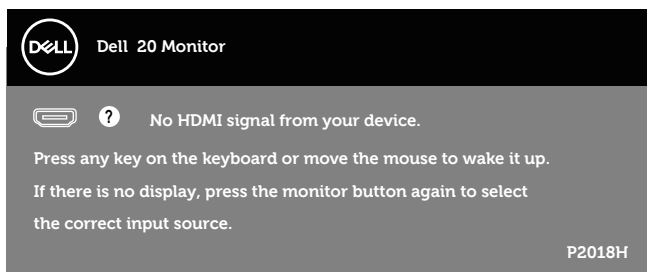 DELL Dell 20 Monitor
? No HDMI signal from your device.
Press any key on the keyboard or move the mouse to wake it up.
If there is no display, press the monitor button again to select
the correct input source.
P2018H